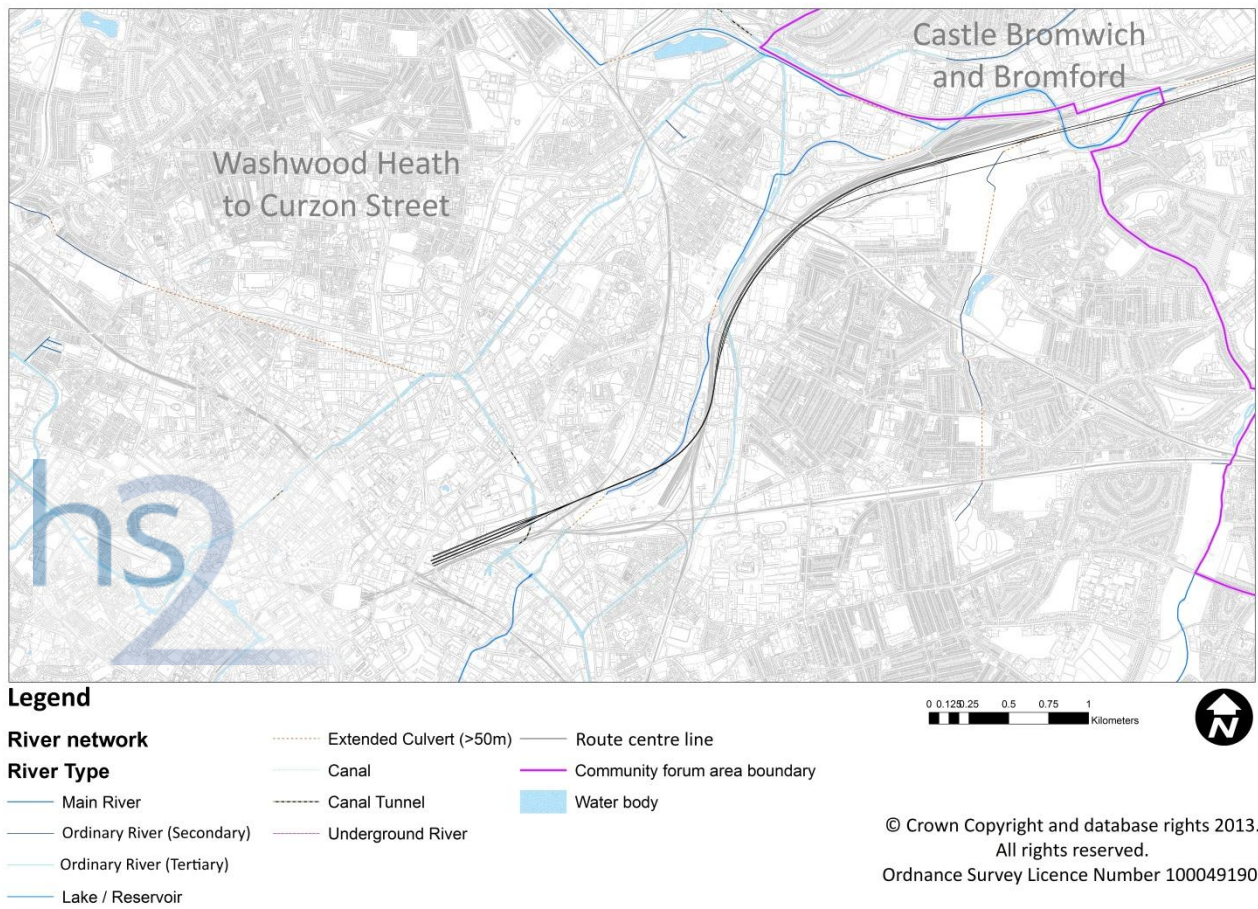 Castle Bromwich
and Bromford
Washwood Heath
to Curzon Street
hs2
Legend
River network
River Type
Main River
Ordinary River (Secondary)
Ordinary River (Tertiary)
Lake / Reservoir
Extended Culvert (>50m)
Canal
Canal Tunnel
Underground River
Route centre line
Community forum area boundary
Water body
0 0.125 0.25 0.5 0.75 1
Kilometers
N
© Crown Copyright and database rights 2013.
All rights reserved.
Ordnance Survey Licence Number 100049190